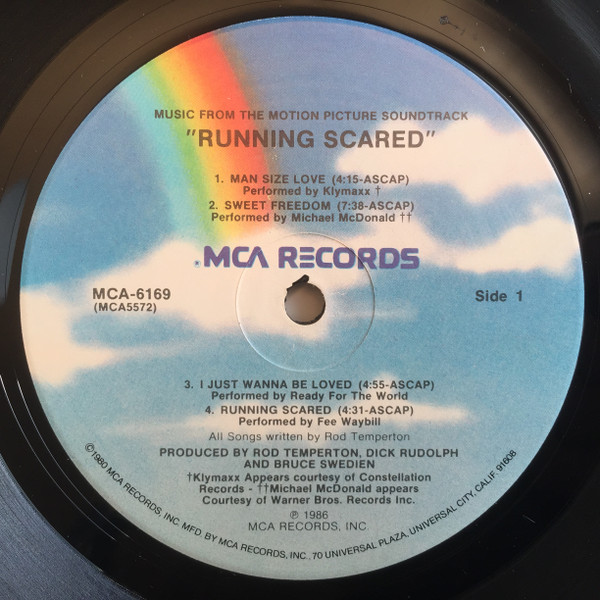 MUSIC FROM THE MOTION PICTURE SOUNDTRACK
"RUNNING SCARED"
1. MAN SIZE LOVE (4:15-ASCAP)
Performed by Klymaxx †
2. SWEET FREEDOM (7:38-ASCAP)
Performed by Michael McDonald ††
MCA RECORDS
MCA-6169
(MCA5572)
Side 1
3. I JUST WANNA BE LOVED (4:55-ASCAP)
Performed by Ready For The World
4. RUNNING SCARED (4:31-ASCAP)
Performed by Fee Waybill
All Songs written by Rod Temperton
PRODUCED BY ROD TEMPERTON, DICK RUDOLPH
AND BRUCE SWEDIEN
†Klymaxx Appears courtesy of Constellation
Records - ††Michael McDonald appears
Courtesy of Warner Bros. Records Inc.
℗ 1986
MCA RECORDS, INC
©1980 MCA RECORDS, INC. MFD. BY MCA RECORDS, INC., 70 UNIVERSAL PLAZA, UNIVERSAL CITY, CALIF. 91608